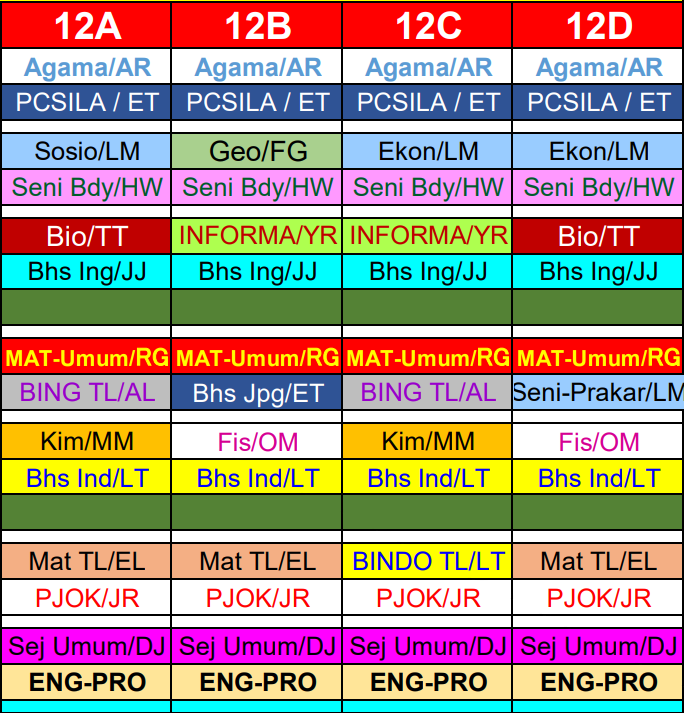 12A 12B 12C 12D
Agama/AR Agama/AR Agama/AR Agama/AR
PCSILA / ET PCSILA / ET PCSILA / ET PCSILA / ET
Sosio/LM Geo/FG Ekon/LM Ekon/LM
Seni Bdy/HW Seni Bdy/HW Seni Bdy/HW Seni Bdy/HW
Bio/TT INFORMA/YR INFORMA/YR Bio/TT
Bhs Ing/JJ Bhs Ing/JJ Bhs Ing/JJ Bhs Ing/JJ
MAT-Umum/RG MAT-Umum/RG MAT-Umum/RG MAT-Umum/RG
BING TL/AL Bhs Jpg/ET BING TL/AL Seni-Prakar/LM
Kim/MM Fis/OM Kim/MM Fis/OM
Bhs Ind/LT Bhs Ind/LT Bhs Ind/LT Bhs Ind/LT
Mat TL/EL Mat TL/EL BINDO TL/LT Mat TL/EL
PJOK/JR PJOK/JR PJOK/JR PJOK/JR
Sej Umum/DJ Sej Umum/DJ Sej Umum/DJ Sej Umum/DJ
ENG-PRO ENG-PRO ENG-PRO ENG-PRO